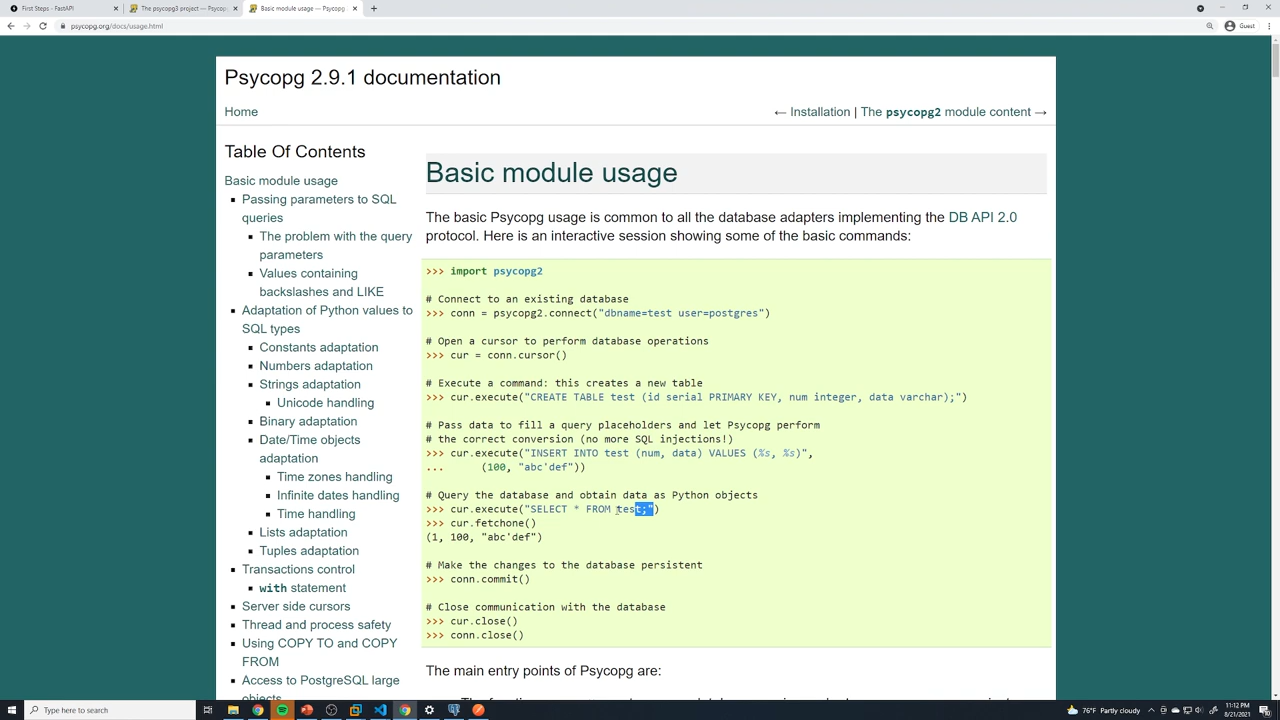 First Steps - FastAPI
The psycopg3 project — Psycop
Basic module usage — Psycopg
psycopg.org/docs/usage.html
Guest
Psycopg 2.9.1 documentation
Home
← Installation | The psycopg2 module content →
Table Of Contents
Basic module usage
Passing parameters to SQL
queries
The problem with the query
parameters
Values containing
backslashes and LIKE
Adaptation of Python values to
SQL types
Constants adaptation
Numbers adaptation
Strings adaptation
Unicode handling
Binary adaptation
Date/Time objects
adaptation
Time zones handling
Infinite dates handling
Time handling
Lists adaptation
Tuples adaptation
Transactions control
with statement
Server side cursors
Thread and process safety
Using COPY TO and COPY
FROM
Access to PostgreSQL large
objects
Basic module usage
The basic Psycopg usage is common to all the database adapters implementing the DB API 2.0
protocol. Here is an interactive session showing some of the basic commands:
>>> import psycopg2
# Connect to an existing database
>>> conn = psycopg2.connect("dbname=test user=postgres")
# Open a cursor to perform database operations
>>> cur = conn.cursor()
# Execute a command: this creates a new table
>>> cur.execute("CREATE TABLE test (id serial PRIMARY KEY, num integer, data varchar);")
# Pass data to fill a query placeholders and let Psycopg perform
# the correct conversion (no more SQL injections!)
>>> cur.execute("INSERT INTO test (num, data) VALUES (%s, %s)",
... (100, "abc'def"))
# Query the database and obtain data as Python objects
>>> cur.execute("SELECT * FROM test;")
>>> cur.fetchone()
(1, 100, "abc'def")
# Make the changes to the database persistent
>>> conn.commit()
# Close communication with the database
>>> cur.close()
>>> conn.close()
The main entry points of Psycopg are:
Type here to search
76°F Partly cloudy
11:12 PM
8/21/2021